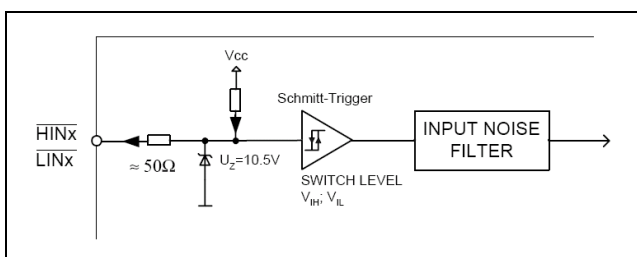 Vcc
Schmitt-Trigger
HINx
LINx
≈ 50Ω
U_Z=10.5V
INPUT NOISE
FILTER
SWITCH LEVEL
V_IH; V_IL